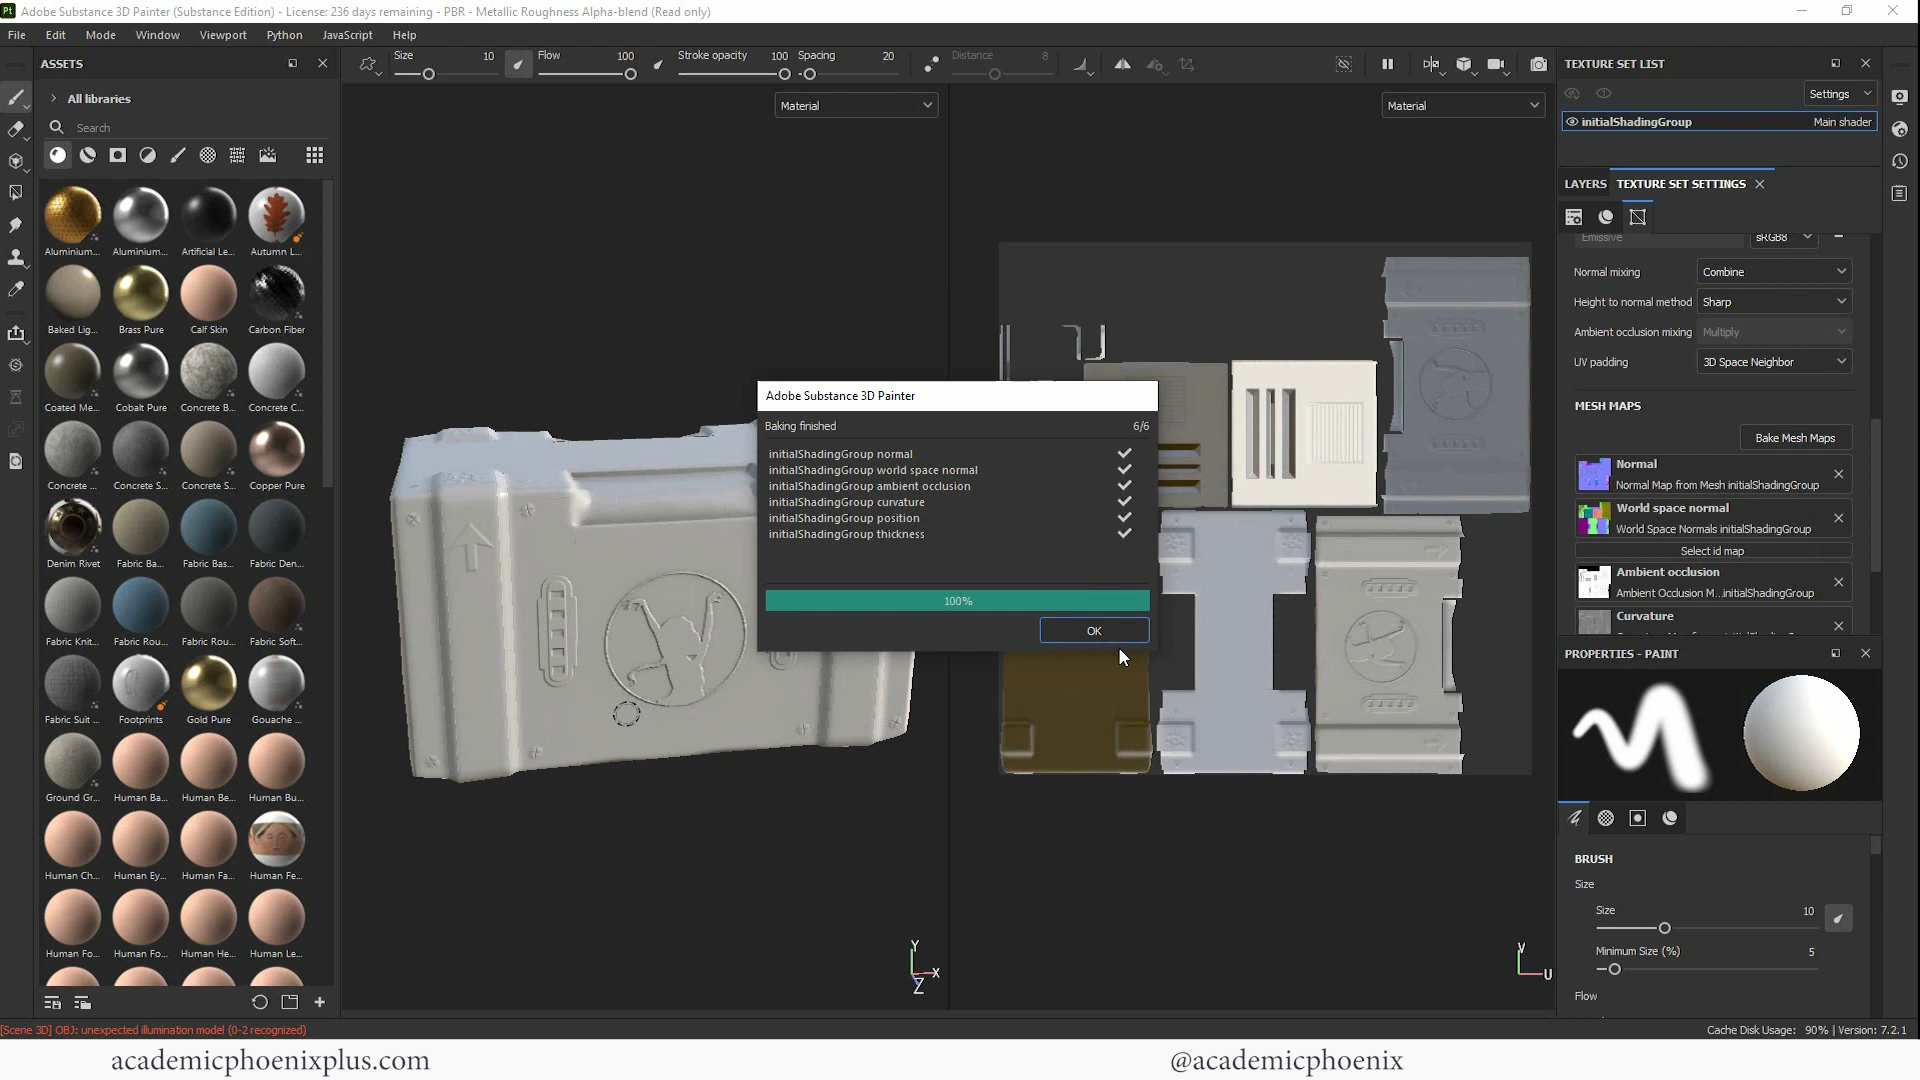 Adobe Substance 3D Painter (Substance Edition) - License: 236 days remaining - PBR - Metallic Roughness Alpha-blend (Read only)
File Edit Mode Window Viewport Python JavaScript Help
ASSETS
Size 10
Flow 100
Stroke opacity 100
Spacing 20
Distance 8
All libraries
Search
Aluminium... Aluminium... Artificial Le... Autumn L...
Baked Lig... Brass Pure Calf Skin Carbon Fiber
Coated Me... Cobalt Pure Concrete B... Concrete C...
Concrete ... Concrete S... Concrete S... Copper Pure
Denim Rivet Fabric Ba... Fabric Bas... Fabric Den...
Fabric Knit... Fabric Rou... Fabric Rou... Fabric Soft...
Fabric Suit ... Footprints Gold Pure Gouache ...
Ground Gr... Human Ba... Human Be... Human Bu...
Human Ch... Human Ey... Human Fa... Human Fe...
Human Fo... Human Fo... Human He... Human Le...
Material
Material
Adobe Substance 3D Painter
Baking finished 6/6
initialShadingGroup normal
initialShadingGroup world space normal
initialShadingGroup ambient occlusion
initialShadingGroup curvature
initialShadingGroup position
initialShadingGroup thickness
100%
OK
Y
X
Z
V
U
TEXTURE SET LIST
Settings
initialShadingGroup Main shader
LAYERS TEXTURE SET SETTINGS
Emissive sRGB8
Normal mixing Combine
Height to normal method Sharp
Ambient occlusion mixing Multiply
UV padding 3D Space Neighbor
MESH MAPS
Bake Mesh Maps
Normal
Normal Map from Mesh initialShadingGroup
World space normal
World Space Normals initialShadingGroup
Select id map
Ambient occlusion
Ambient Occlusion M...initialShadingGroup
Curvature
PROPERTIES - PAINT
BRUSH
Size
Size 10
Minimum Size (%) 5
Flow
[Scene 3D] OBJ: unexpected illumination model (0-2 recognized)
Cache Disk Usage: 90% | Version: 7.2.1
academicphoenixplus.com
@academicphoenix